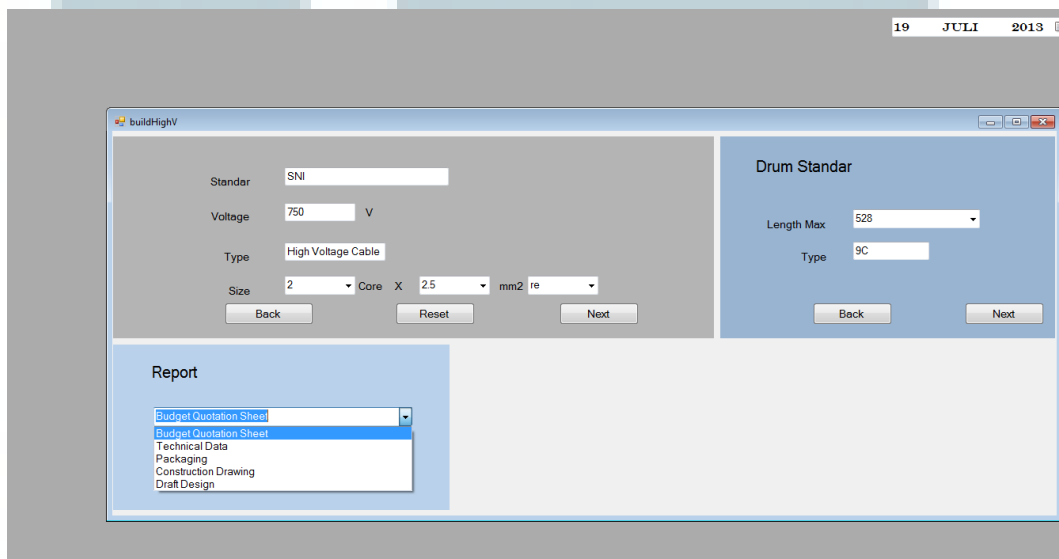 19 JULI 2013
buildHighV
Standar SNI
Voltage 750 V
Type High Voltage Cable
Size 2 Core X 2.5 mm2 re
Back Reset Next
Drum Standar
Length Max 528
Type 9C
Back Next
Report
Budget Quotation Sheet
Budget Quotation Sheet
Technical Data
Packaging
Construction Drawing
Draft Design